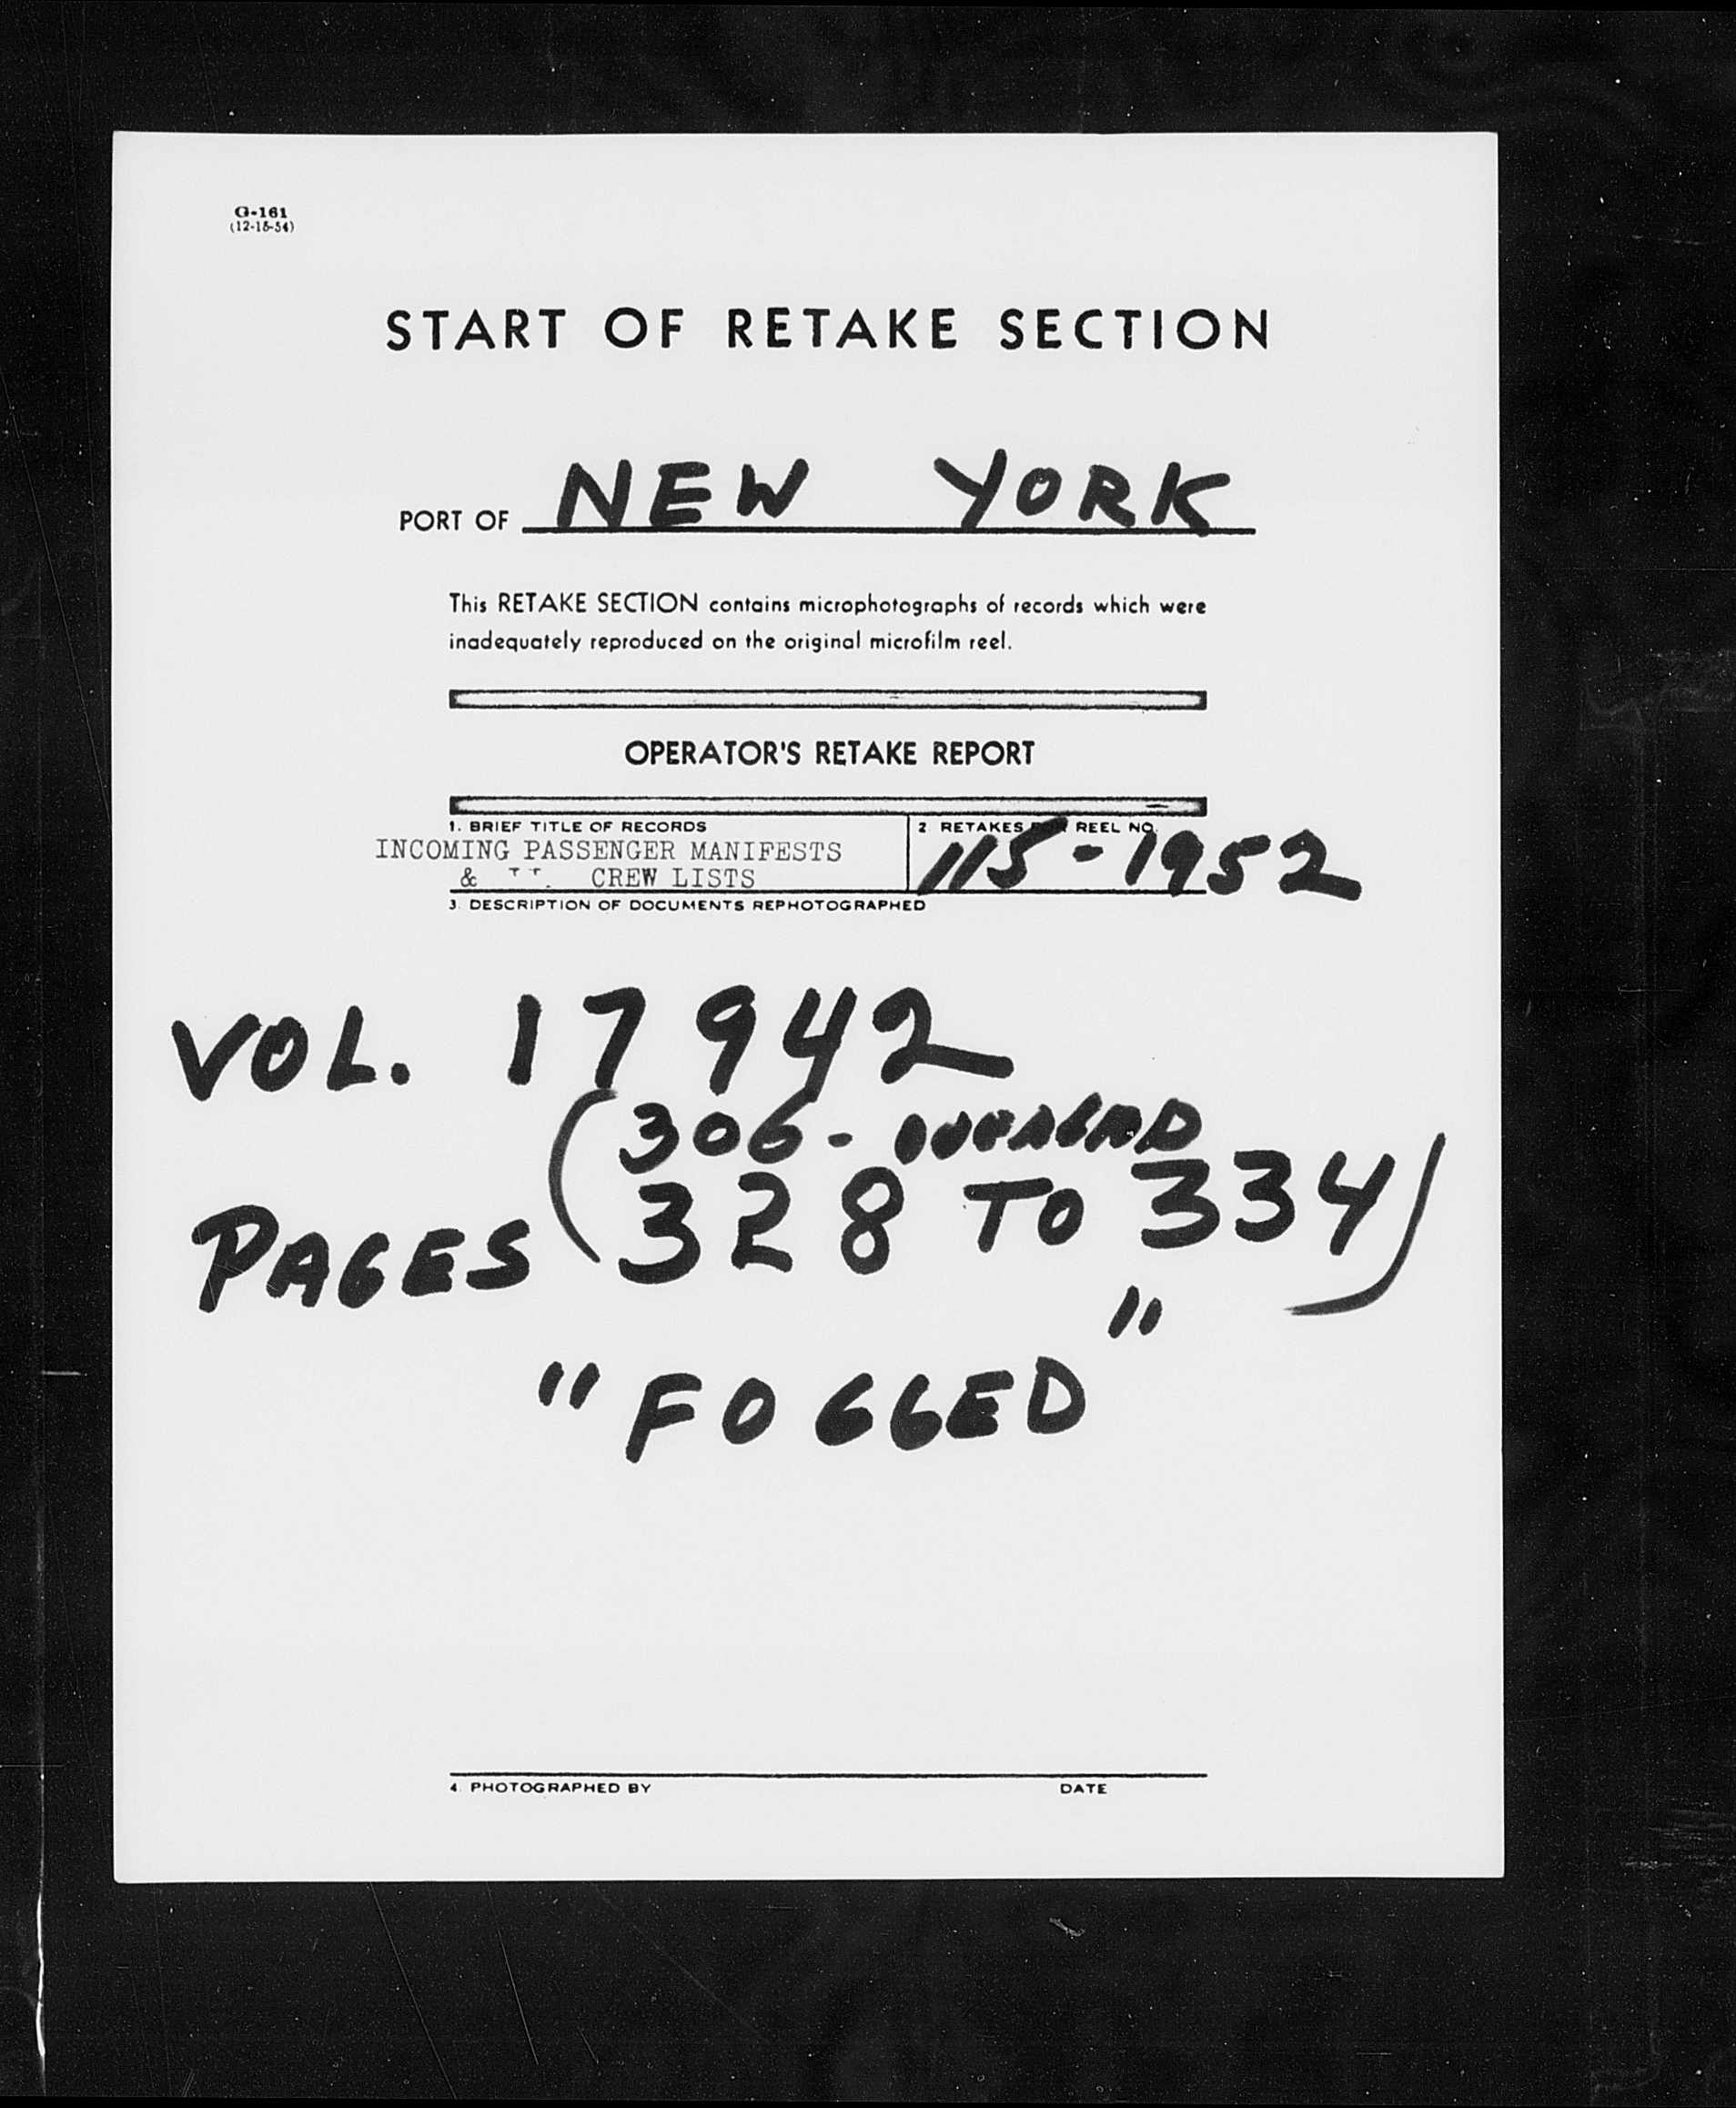 G-161
(12-15-54)
START OF RETAKE SECTION
PORT OF NEW YORK
This RETAKE SECTION contains microphotographs of records which were
inadequately reproduced on the original microfilm reel.
OPERATOR'S RETAKE REPORT
1. BRIEF TITLE OF RECORDS
INCOMING PASSENGER MANIFESTS
& CREW LISTS
2 RETAKES FOR REEL NO.
115-1952
3. DESCRIPTION OF DOCUMENTS REPHOTOGRAPHED
VOL. 17942
(306-
PAGES 328 TO 334)
"FOGGED"
4. PHOTOGRAPHED BY DATE